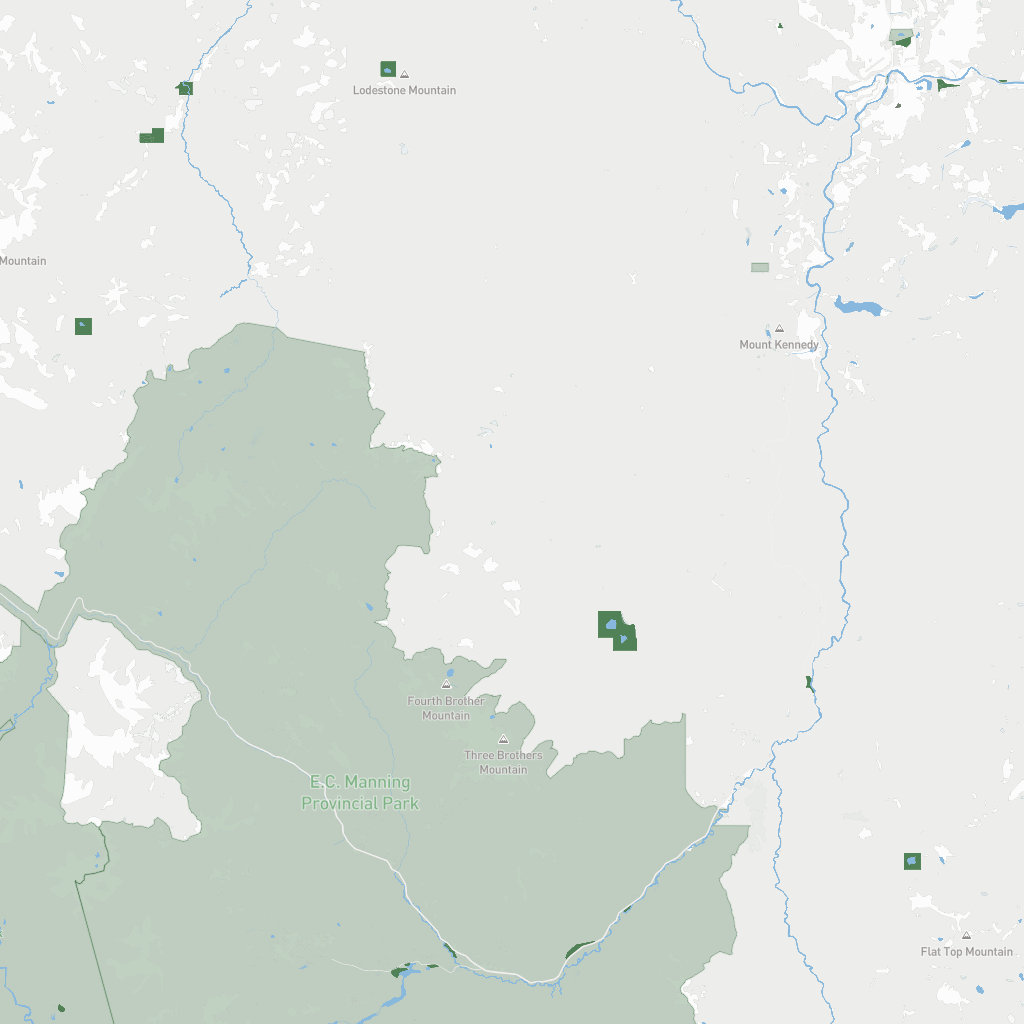 Lodestone Mountain
Mountain
Mount Kennedy
Fourth Brother
Mountain
Three Brothers
Mountain
E.C. Manning
Provincial Park
Flat Top Mountain